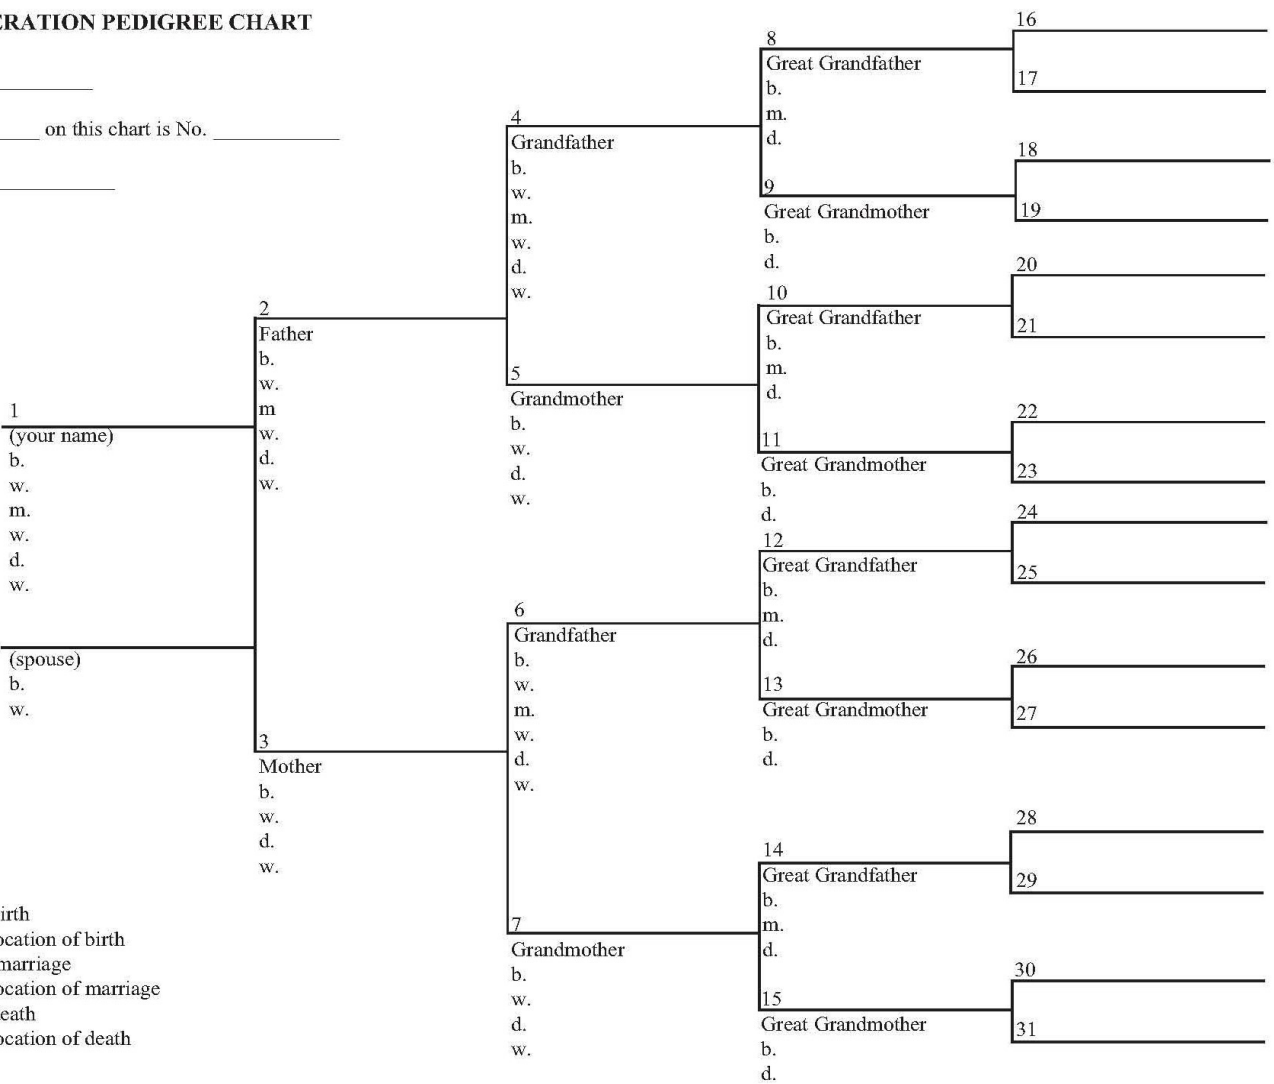 ERATION PEDIGREE CHART
on this chart is No.
1
(your name)
b.
w.
m.
w.
d.
w.
(spouse)
b.
w.
irth
ocation of birth
marriage
ocation of marriage
eath
ocation of death
2
Father
b.
w.
m
w.
d.
w.
3
Mother
b.
w.
d.
w.
4
Grandfather
b.
w.
m.
w.
d.
w.
5
Grandmother
b.
w.
d.
w.
6
Grandfather
b.
w.
m.
w.
d.
w.
7
Grandmother
b.
w.
d.
w.
8
Great Grandfather
b.
m.
d.
9
Great Grandmother
b.
d.
10
Great Grandfather
b.
m.
d.
11
Great Grandmother
b.
d.
12
Great Grandfather
b.
m.
d.
13
Great Grandmother
b.
d.
14
Great Grandfather
b.
m.
d.
15
Great Grandmother
b.
d.
16
17
18
19
20
21
22
23
24
25
26
27
28
29
30
31